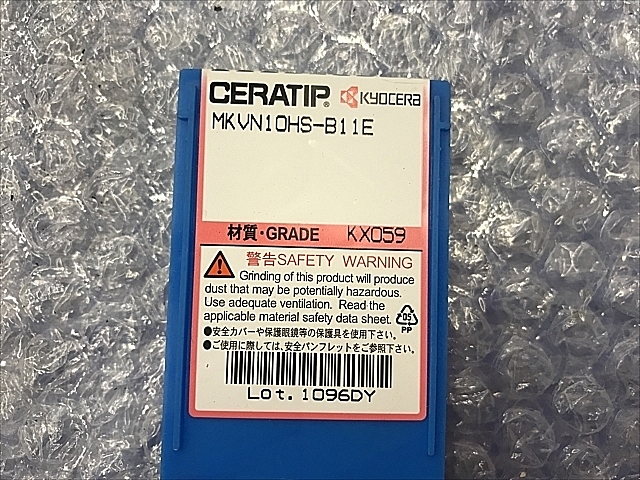 CERATIP® KYOCERA
MKVN10HS-B11E
材質・GRADE KX059
警告SAFETY WARNING
Grinding of this product will produce
dust that may be potentially hazardous.
Use adequate ventilation. Read the
applicable material safety data sheet.
05
PP
●安全カバーや保護眼鏡等の保護具を使用下さい。
●ご使用に際しては、安全パンフレットをご参照下さい。
Lot. 1096DY